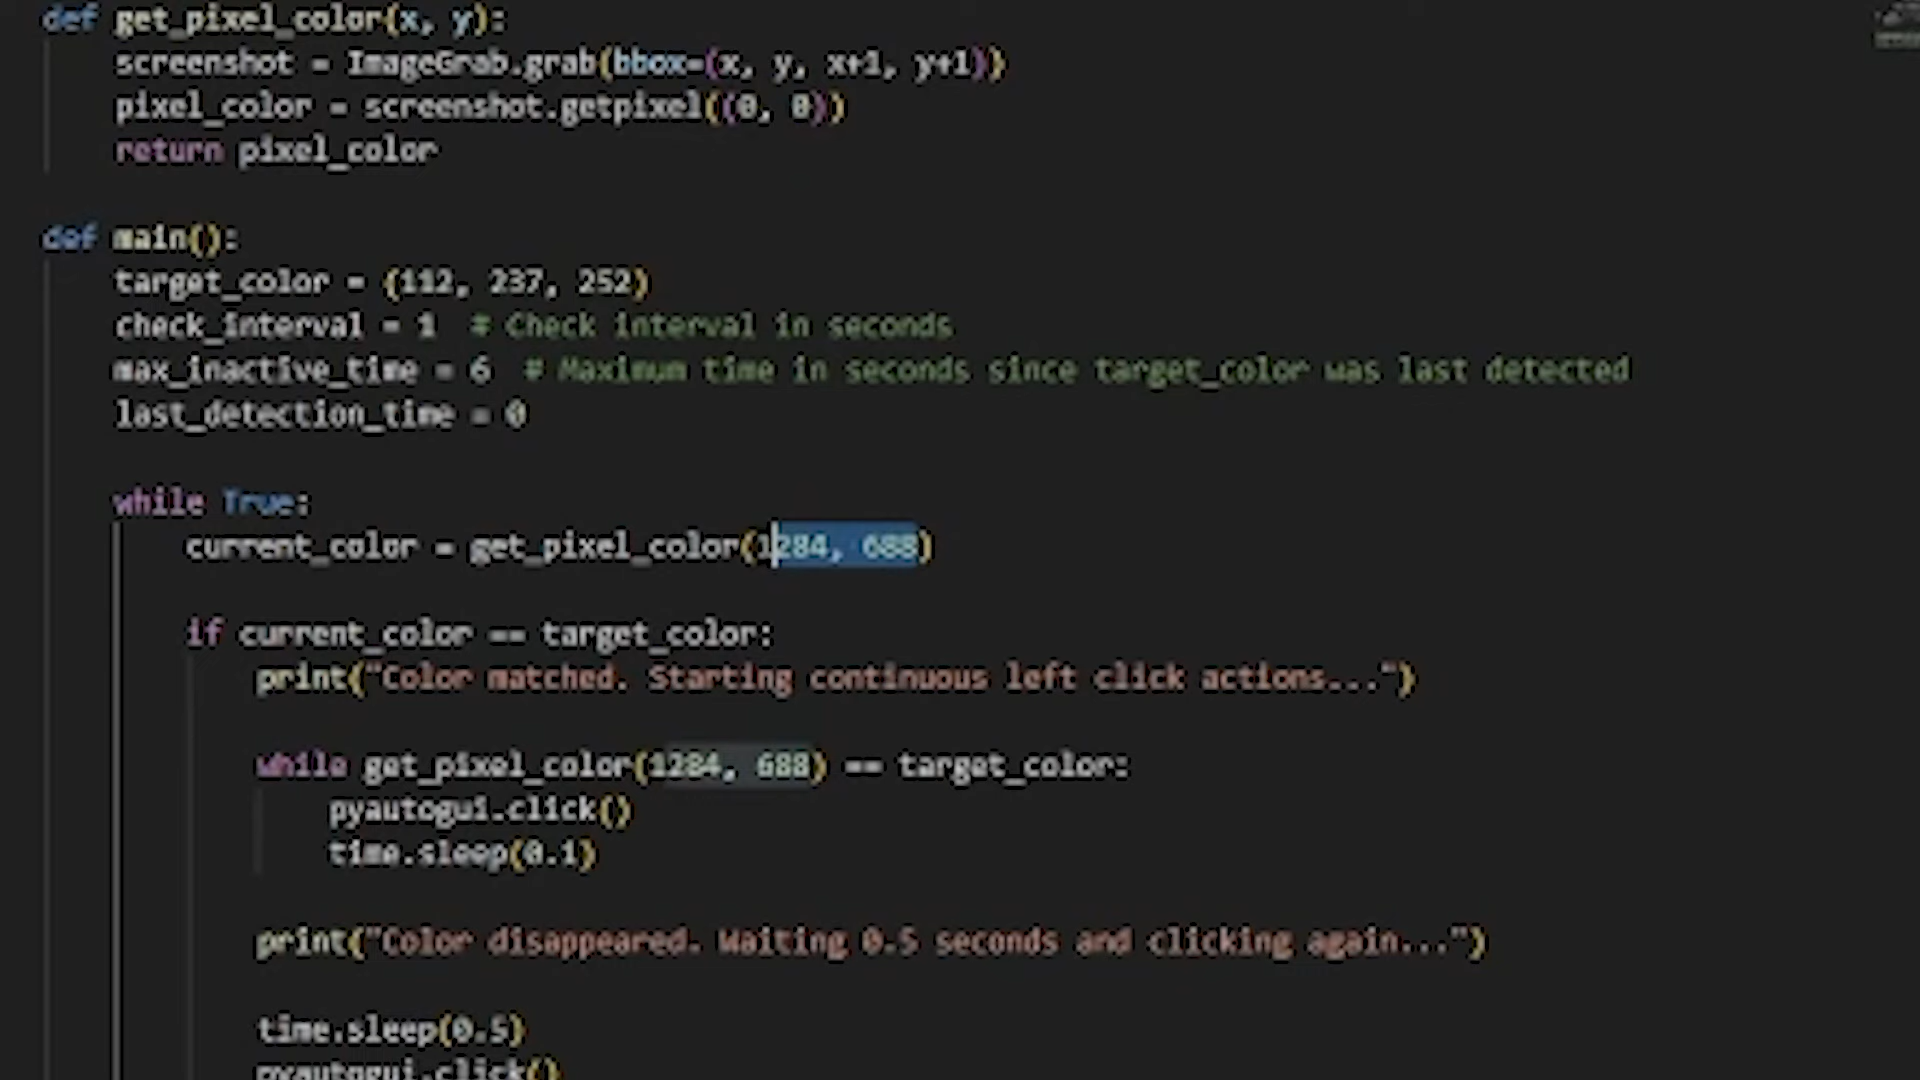 def get_pixel_color(x, y):
    screenshot = ImageGrab.grab(bbox=(x, y, x+1, y+1))
    pixel_color = screenshot.getpixel((0, 0))
    return pixel_color

def main():
    target_color = (112, 237, 252)
    check_interval = 1  # Check interval in seconds
    max_inactive_time = 6  # Maximum time in seconds since target_color was last detected
    last_detection_time = 0

    while True:
        current_color = get_pixel_color(1284, 688)

        if current_color == target_color:
            print("Color matched. Starting continuous left click actions...")

            while get_pixel_color(1284, 688) == target_color:
                pyautogui.click()
                time.sleep(0.1)

            print("Color disappeared. Waiting 0.5 seconds and clicking again...")

            time.sleep(0.5)
            pyautogui.click()